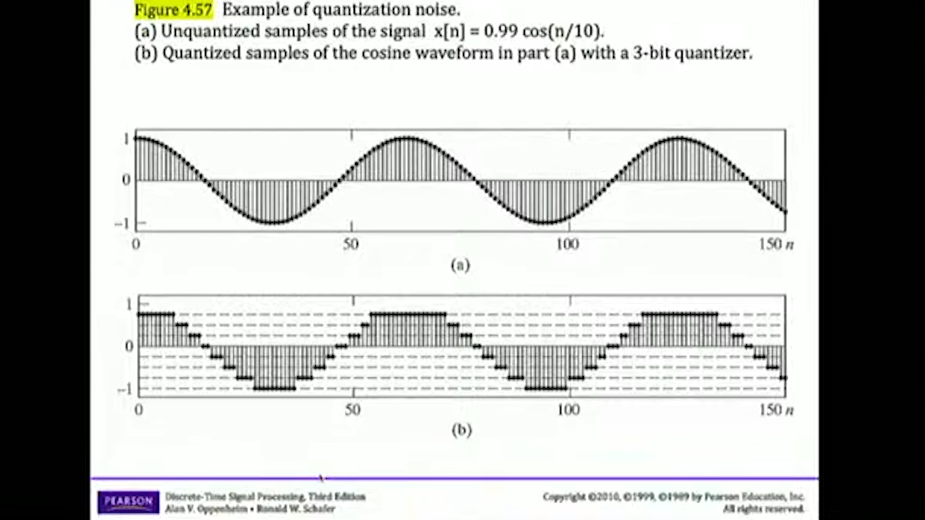 Figure 4.57 Example of quantization noise.
(a) Unquantized samples of the signal x[n] = 0.99 cos(n/10).
(b) Quantized samples of the cosine waveform in part (a) with a 3-bit quantizer.
1
0
−1
0 50 100 150 n
(a)
1
0
−1
0 50 100 150 n
(b)
PEARSON
Discrete-Time Signal Processing, Third Edition
Alan V. Oppenheim • Ronald W. Schafer
Copyright ©2010, ©1999, ©1989 by Pearson Education, Inc.
All rights reserved.